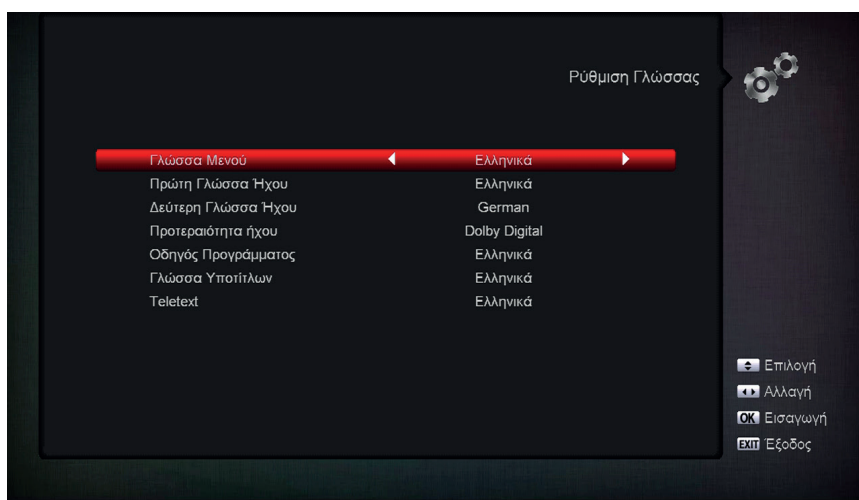 Ρύθμιση Γλώσσας
Γλώσσα Μενού Ελληνικά
Πρώτη Γλώσσα Ήχου Ελληνικά
Δεύτερη Γλώσσα Ήχου German
Προτεραιότητα ήχου Dolby Digital
Οδηγός Προγράμματος Ελληνικά
Γλώσσα Υποτίτλων Ελληνικά
Teletext Ελληνικά
Επιλογή
Αλλαγή
OK Εισαγωγή
EXIT Έξοδος